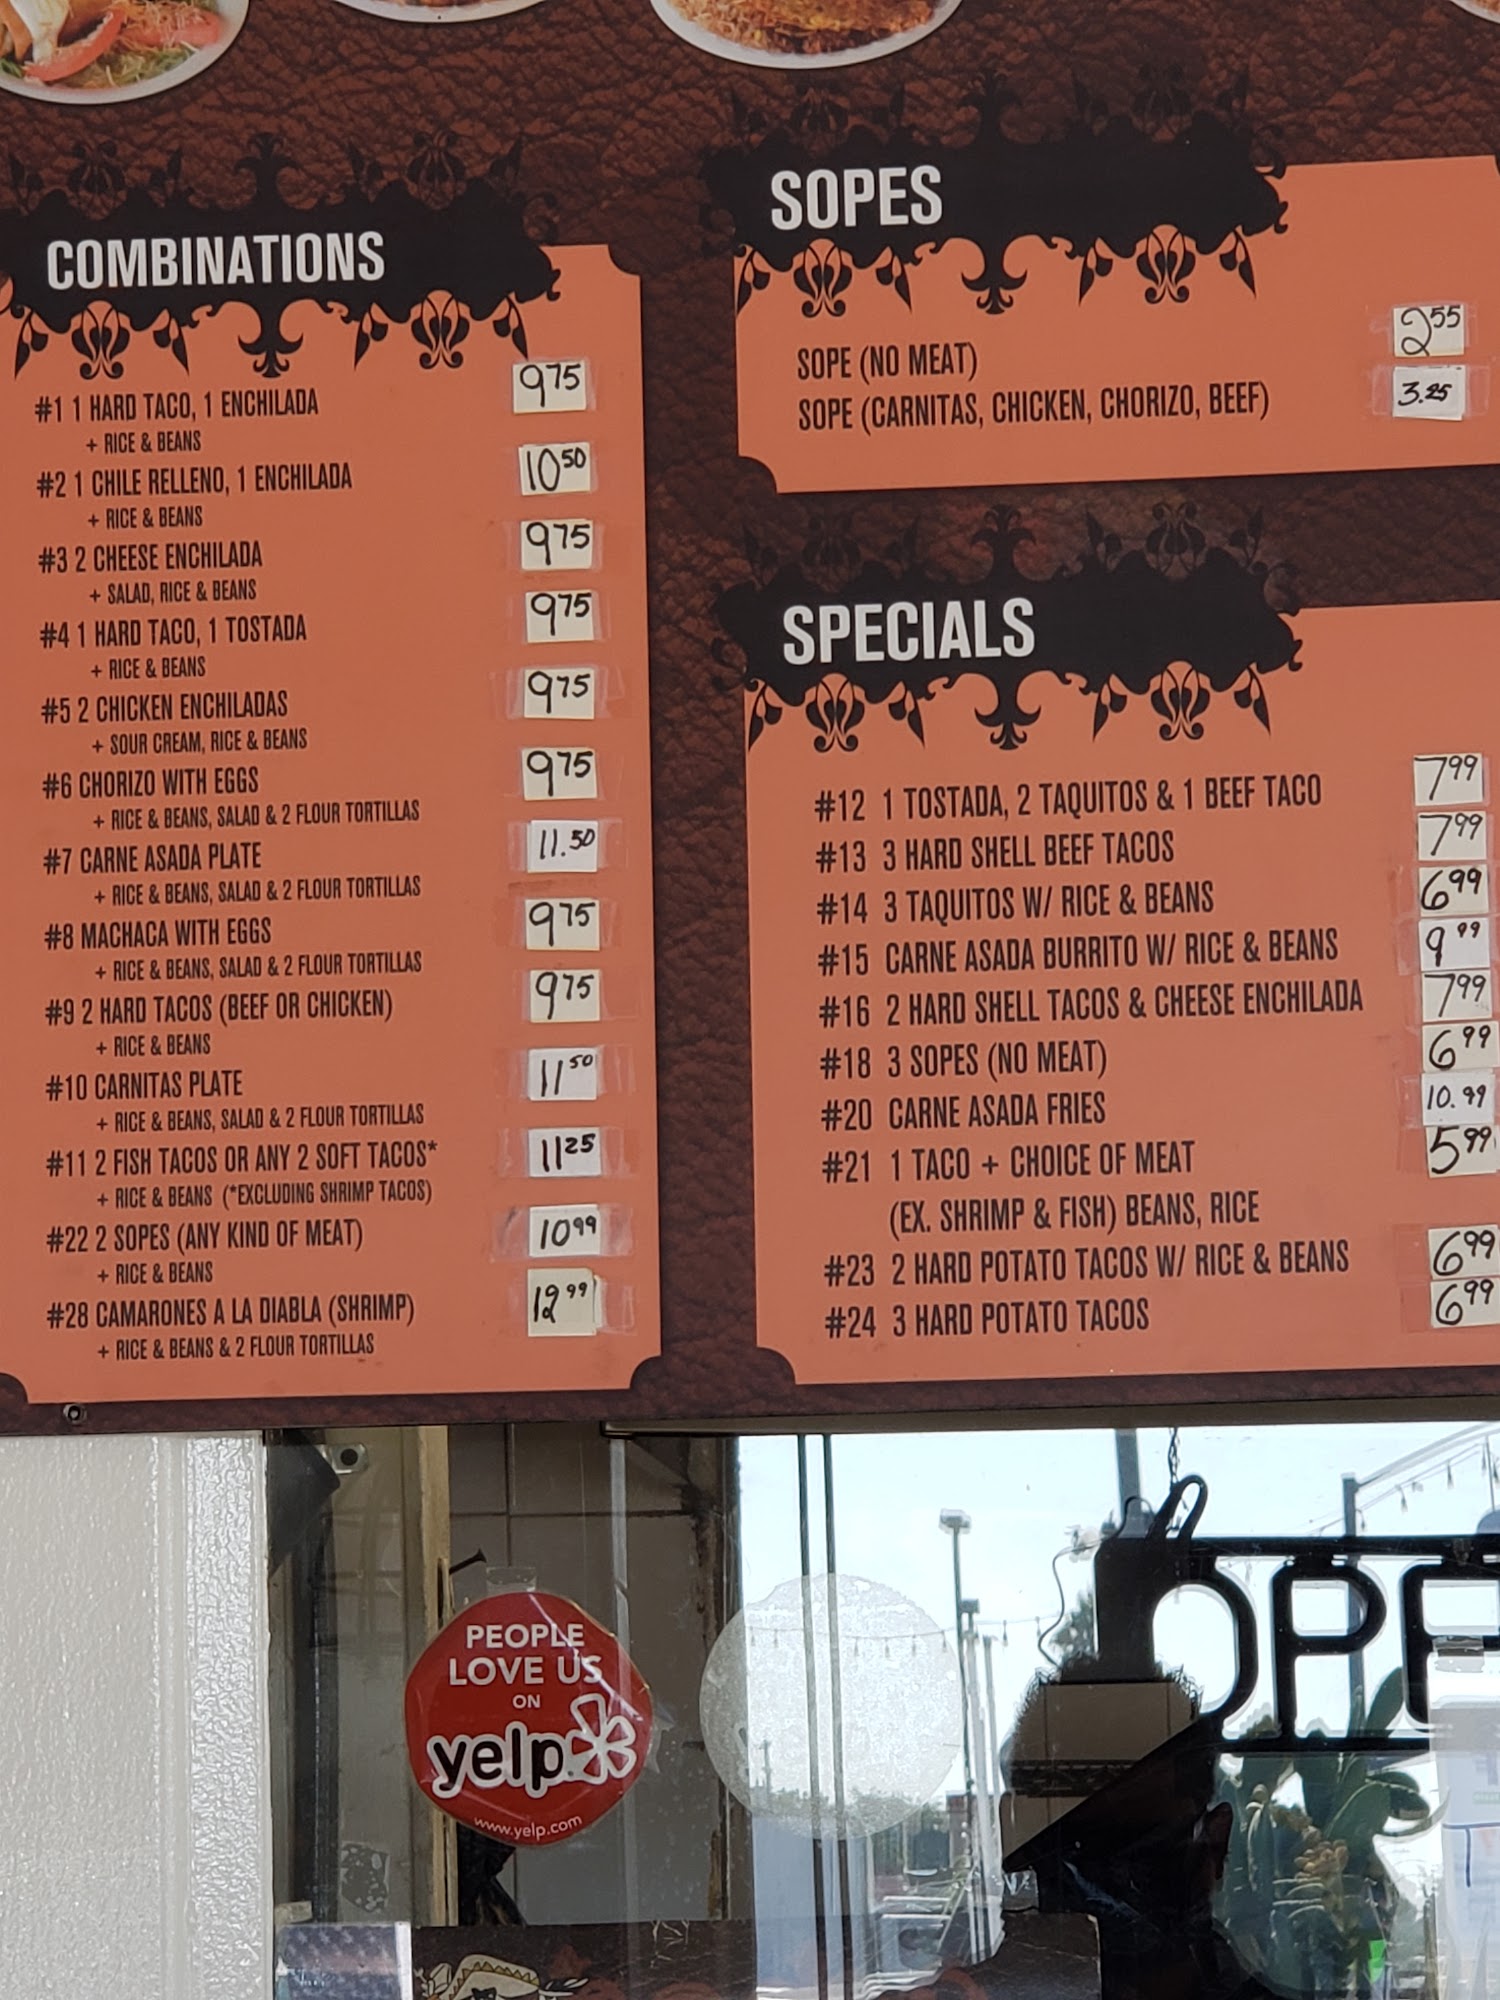 COMBINATIONS
#1 1 HARD TACO, 1 ENCHILADA 9 75
+ RICE & BEANS
#2 1 CHILE RELLENO, 1 ENCHILADA 10 50
+ RICE & BEANS
#3 2 CHEESE ENCHILADA 9 75
+ SALAD, RICE & BEANS
#4 1 HARD TACO, 1 TOSTADA 9 75
+ RICE & BEANS
#5 2 CHICKEN ENCHILADAS 9 75
+ SOUR CREAM, RICE & BEANS
#6 CHORIZO WITH EGGS 9 75
+ RICE & BEANS, SALAD & 2 FLOUR TORTILLAS
#7 CARNE ASADA PLATE 11.50
+ RICE & BEANS, SALAD & 2 FLOUR TORTILLAS
#8 MACHACA WITH EGGS 9 75
+ RICE & BEANS, SALAD & 2 FLOUR TORTILLAS
#9 2 HARD TACOS (BEEF OR CHICKEN) 9 75
+ RICE & BEANS
#10 CARNITAS PLATE 11 50
+ RICE & BEANS, SALAD & 2 FLOUR TORTILLAS
#11 2 FISH TACOS OR ANY 2 SOFT TACOS* 11 25
+ RICE & BEANS (*EXCLUDING SHRIMP TACOS)
#22 2 SOPES (ANY KIND OF MEAT) 10 99
+ RICE & BEANS
#28 CAMARONES A LA DIABLA (SHRIMP) 12 99
+ RICE & BEANS & 2 FLOUR TORTILLAS
SOPES
SOPE (NO MEAT) 2 55
SOPE (CARNITAS, CHICKEN, CHORIZO, BEEF) 3.25
SPECIALS
#12 1 TOSTADA, 2 TAQUITOS & 1 BEEF TACO 7 99
#13 3 HARD SHELL BEEF TACOS 7 99
#14 3 TAQUITOS W/ RICE & BEANS 6 99
#15 CARNE ASADA BURRITO W/ RICE & BEANS 9 99
#16 2 HARD SHELL TACOS & CHEESE ENCHILADA 7 99
#18 3 SOPES (NO MEAT) 6 99
#20 CARNE ASADA FRIES 10.99
#21 1 TACO + CHOICE OF MEAT 5 99
(EX. SHRIMP & FISH) BEANS, RICE
#23 2 HARD POTATO TACOS W/ RICE & BEANS 6 99
#24 3 HARD POTATO TACOS 6 99
PEOPLE
LOVE US
ON
yelp
www.yelp.com
OPE